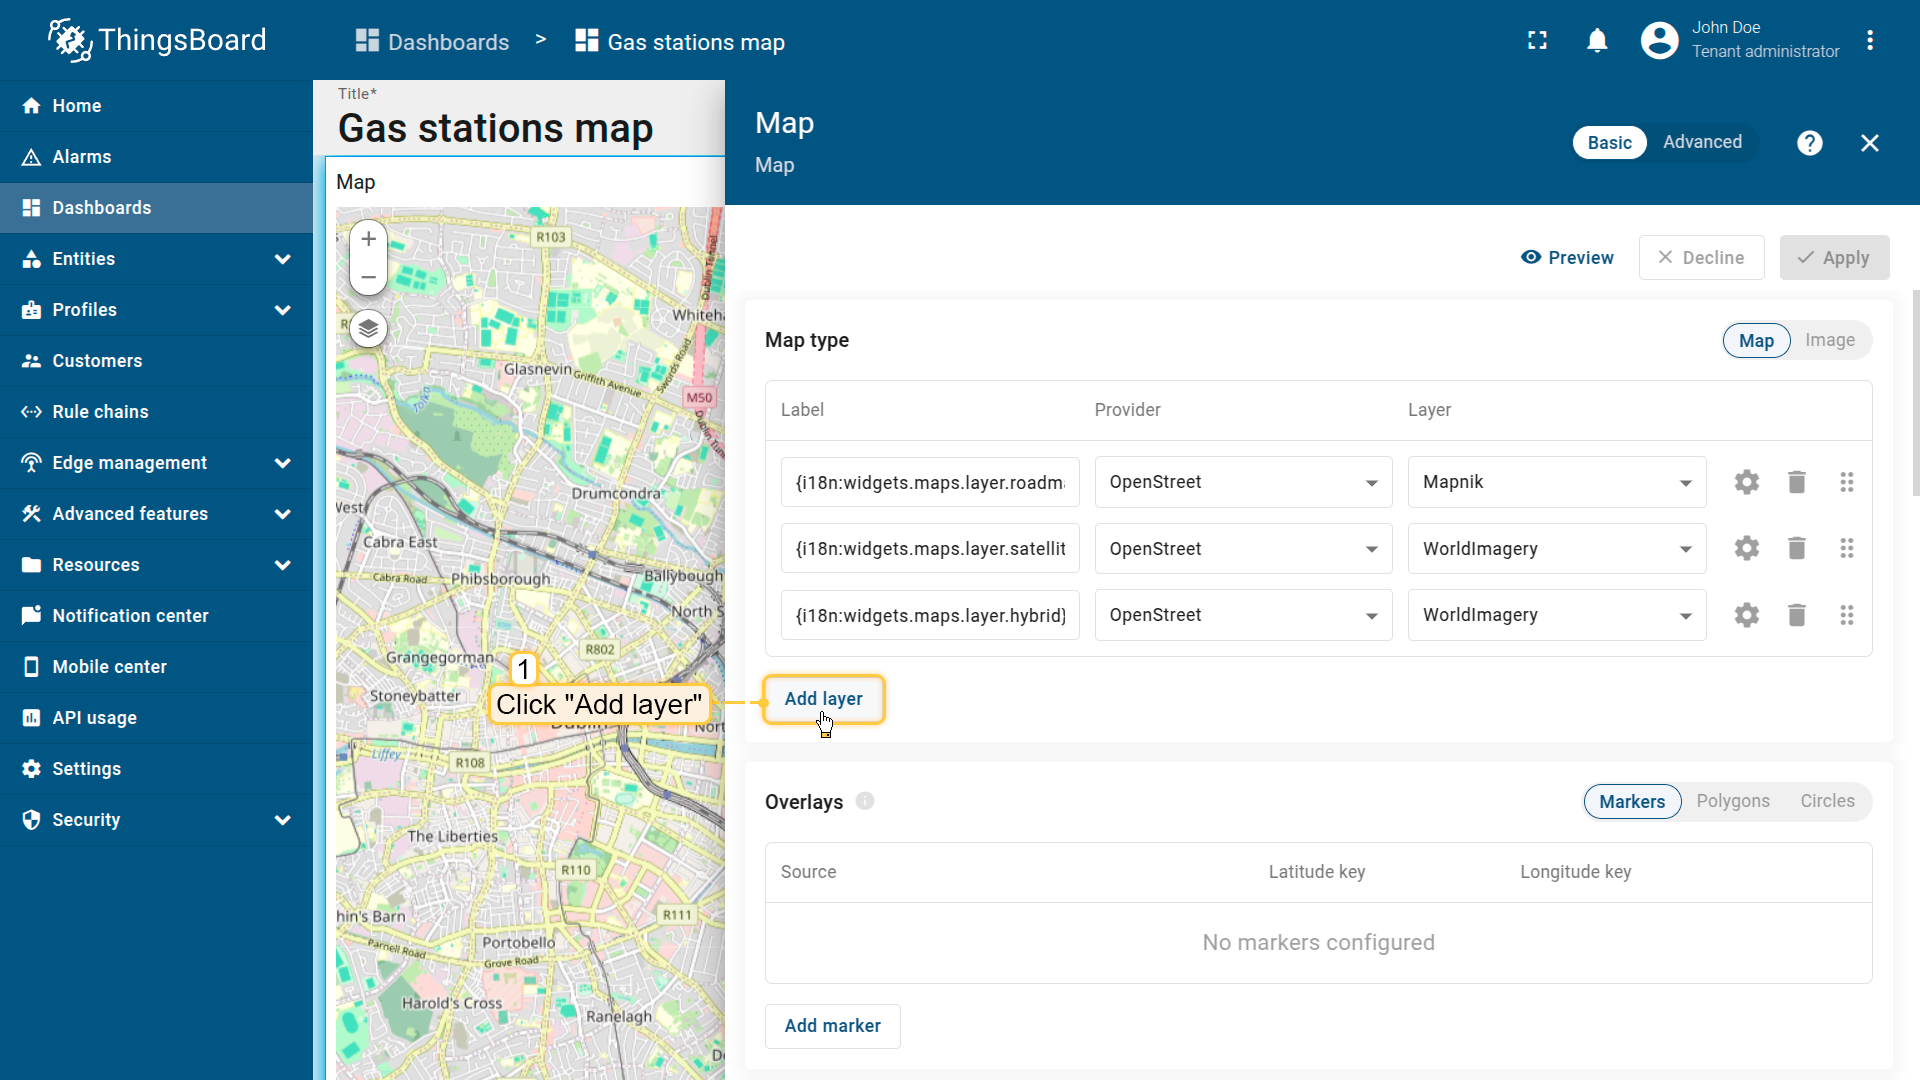 ThingsBoard
Dashboards > Gas stations map
John Doe
Tenant administrator
Home
Alarms
Dashboards
Entities
Profiles
Customers
Rule chains
Edge management
Advanced features
Resources
Notification center
Mobile center
API usage
Settings
Security
Title*
Gas stations map
Map
+
−
R103
Dublin Tunnel
Whiteha
Swords Road
Glasnevin
Griffith Avenue
M50
Tolka
Drumcondra
West
Cabra East
Cabra Road
Phibsborough
Ballybough
North S
Grangegorman
R802
Stoneybatter
Dublin
Nort
1
Click "Add layer"
Liffey
R108
The Liberties
R110
R111
hin's Barn
Parnell Road
Portobello
Grove Road
Harold's Cross
Ranelagh
Map
Map
Basic
Advanced
?
Preview
Decline
Apply
Map type
Map
Image
Label
Provider
Layer
{i18n:widgets.maps.layer.roadm
OpenStreet
Mapnik
{i18n:widgets.maps.layer.satellit
OpenStreet
WorldImagery
{i18n:widgets.maps.layer.hybrid}
OpenStreet
WorldImagery
Add layer
Overlays
Markers
Polygons
Circles
Source
Latitude key
Longitude key
No markers configured
Add marker